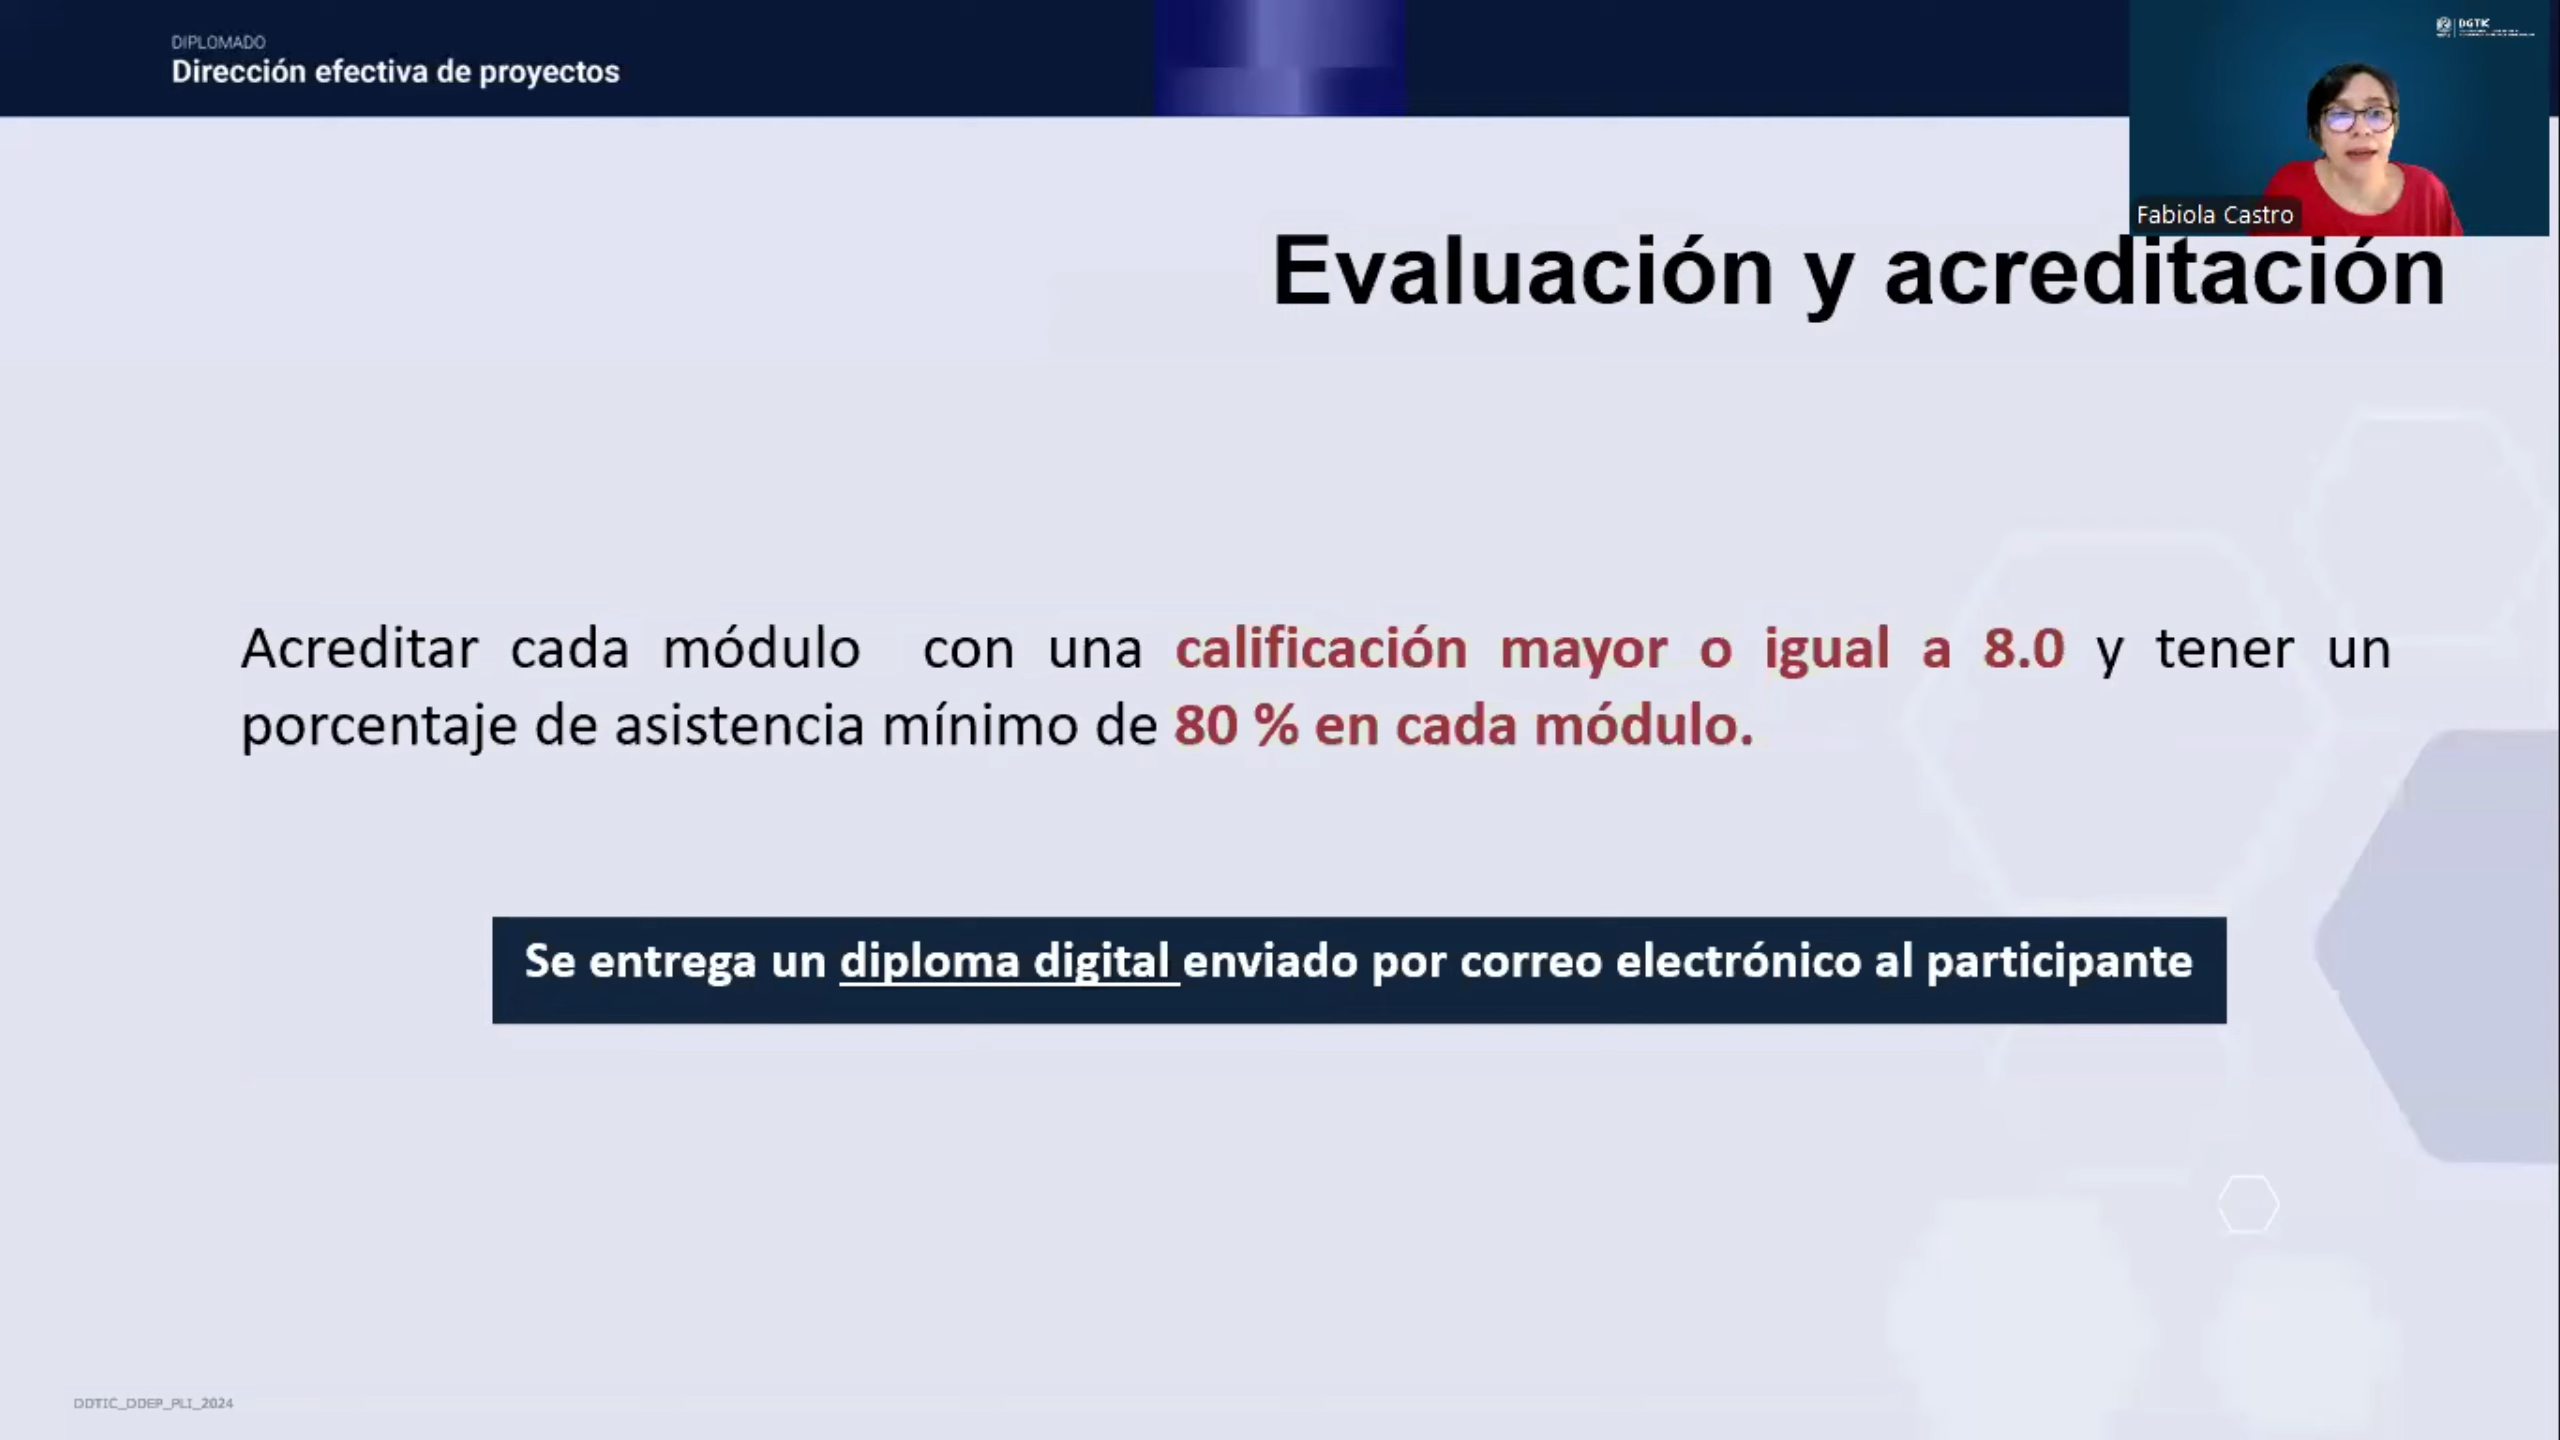 DIPLOMADO
Dirección efectiva de proyectos
DGTIC
Fabiola Castro
Evaluación y acreditación
Acreditar cada módulo con una calificación mayor o igual a 8.0 y tener un
porcentaje de asistencia mínimo de 80 % en cada módulo.
Se entrega un diploma digital enviado por correo electrónico al participante
DDTIC_DDEP_PLI_2024